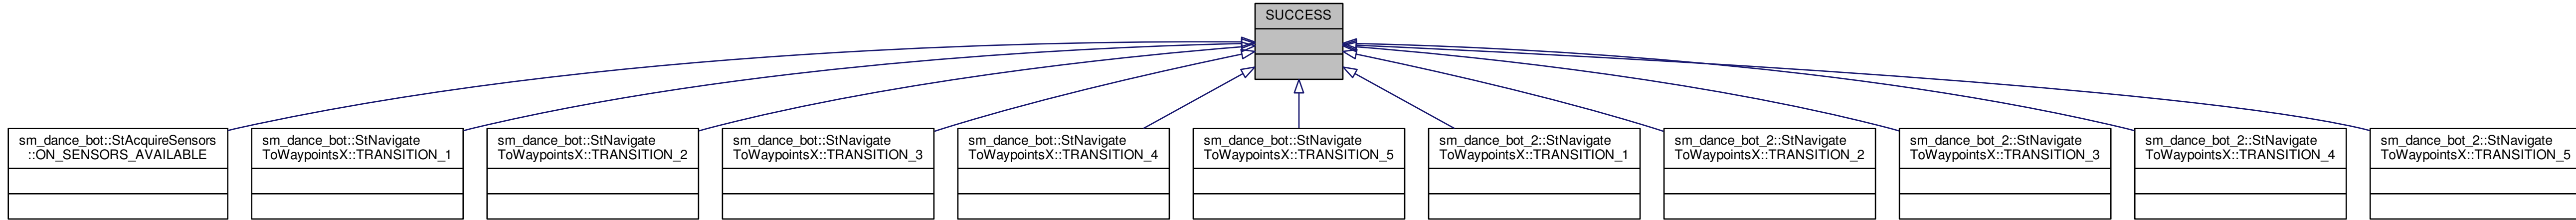 SUCCESS
sm_dance_bot::StAcquireSensors
::ON_SENSORS_AVAILABLE
sm_dance_bot::StNavigate
ToWaypointsX::TRANSITION_1
sm_dance_bot::StNavigate
ToWaypointsX::TRANSITION_2
sm_dance_bot::StNavigate
ToWaypointsX::TRANSITION_3
sm_dance_bot::StNavigate
ToWaypointsX::TRANSITION_4
sm_dance_bot::StNavigate
ToWaypointsX::TRANSITION_5
sm_dance_bot_2::StNavigate
ToWaypointsX::TRANSITION_1
sm_dance_bot_2::StNavigate
ToWaypointsX::TRANSITION_2
sm_dance_bot_2::StNavigate
ToWaypointsX::TRANSITION_3
sm_dance_bot_2::StNavigate
ToWaypointsX::TRANSITION_4
sm_dance_bot_2::StNavigate
ToWaypointsX::TRANSITION_5